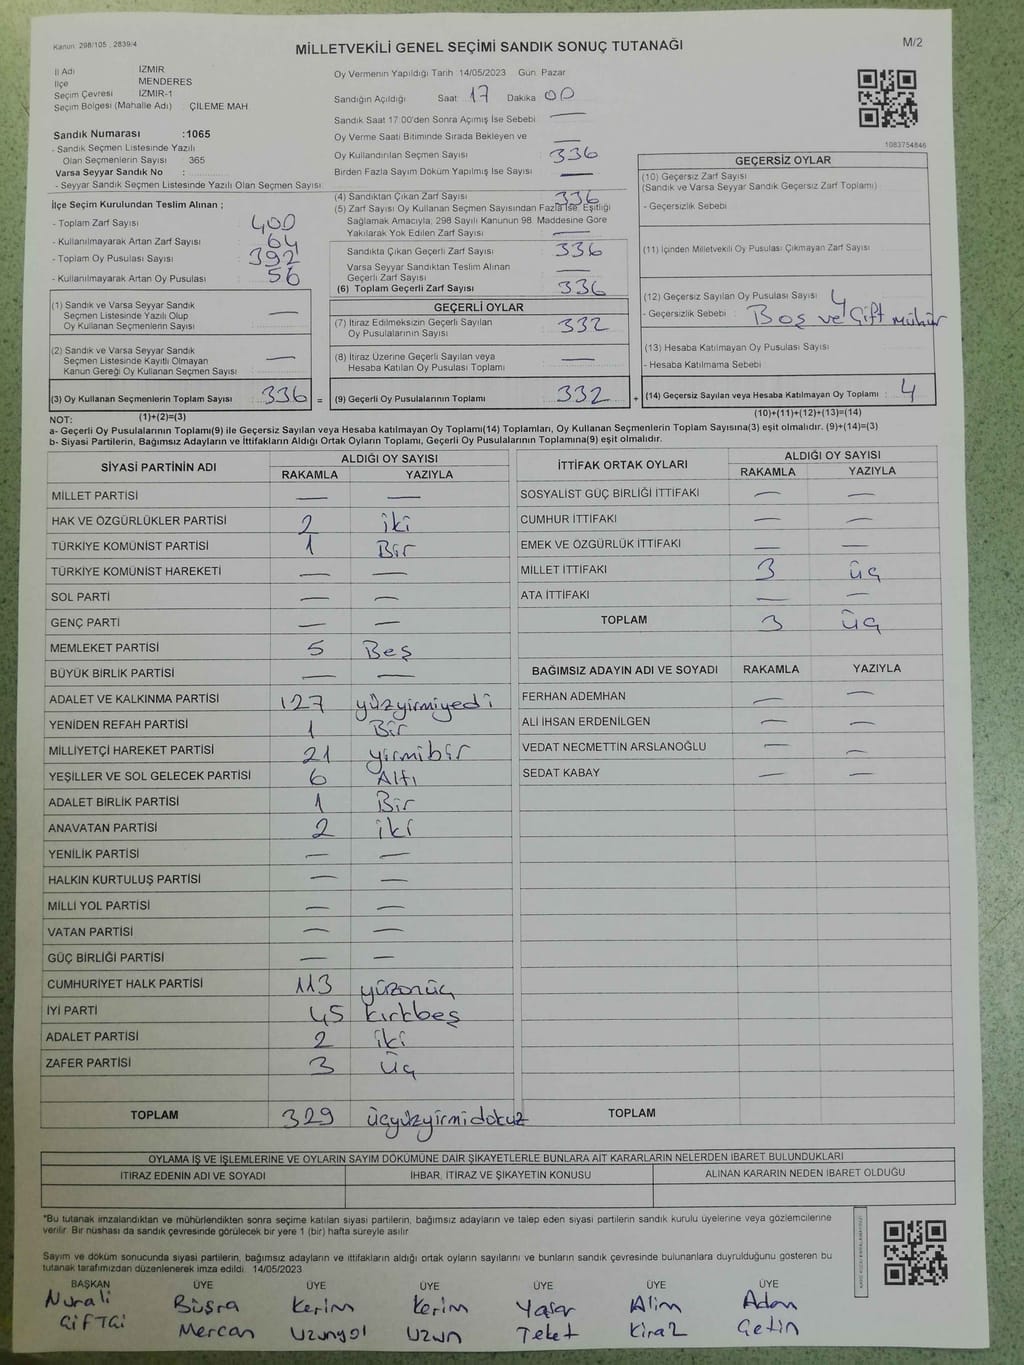 Kanun 298/105 , 2839/4
MİLLETVEKİLİ GENEL SEÇİMİ SANDIK SONUÇ TUTANAĞI
M/2
İl Adı İZMİR
İlçe MENDERES
Seçim Çevresi İZMİR-1
Seçim Bölgesi (Mahalle Adı) ÇİLEME MAH
Sandık Numarası :1065
- Sandık Seçmen Listesinde Yazılı
Olan Seçmenlerin Sayısı : 365
Varsa Seyyar Sandık No :
- Seyyar Sandık Seçmen Listesinde Yazılı Olan Seçmen Sayısı:
İlçe Seçim Kurulundan Teslim Alınan ;
- Toplam Zarf Sayısı : 400
- Kullanılmayarak Artan Zarf Sayısı : 64
- Toplam Oy Pusulası Sayısı : 392
- Kullanılmayarak Artan Oy Pusulası : 56
(1) Sandık ve Varsa Seyyar Sandık
Seçmen Listesinde Yazılı Olup
Oy Kullanan Seçmenlerin Sayısı : —
(2) Sandık ve Varsa Seyyar Sandık
Seçmen Listesinde Kayıtlı Olmayan
Kanun Gereği Oy Kullanan Seçmen Sayısı : —
(3) Oy Kullanan Seçmenlerin Toplam Sayısı : 336 =
Oy Vermenin Yapıldığı Tarih 14/05/2023 Gün: Pazar
Sandığın Açıldığı Saat 17 Dakika 00
Sandık Saat 17:00'den Sonra Açımış İse Sebebi : —
Oy Verme Saati Bitiminde Sırada Bekleyen ve —
Oy Kullandırılan Seçmen Sayısı : 336
Birden Fazla Sayım Döküm Yapılmış İse Sayısı : —
(4) Sandıktan Çıkan Zarf Sayısı : 336
(5) Zarf Sayısı Oy Kullanan Seçmen Sayısından Fazla İse, Eşitliği
Sağlamak Amacıyla; 298 Sayılı Kanunun 98. Maddesine Göre
Yakılarak Yok Edilen Zarf Sayısı : —
Sandıkta Çıkan Geçerli Zarf Sayısı : 336
Varsa Seyyar Sandıktan Teslim Alınan
Geçerli Zarf Sayısı : —
(6) Toplam Geçerli Zarf Sayısı : 336
GEÇERLİ OYLAR
(7) İtiraz Edilmeksizin Geçerli Sayılan
Oy Pusulalarının Sayısı : 332
(8) İtiraz Üzerine Geçerli Sayılan veya
Hesaba Katılan Oy Pusulası Toplamı : —
(9) Geçerli Oy Pusulalarının Toplamı : 332 +
1083754846
GEÇERSİZ OYLAR
(10) Geçersiz Zarf Sayısı :
(Sandık ve Varsa Seyyar Sandık Geçersiz Zarf Toplamı)
- Geçersizlik Sebebi :
(11) İçinden Milletvekili Oy Pusulası Çıkmayan Zarf Sayısı :
(12) Geçersiz Sayılan Oy Pusulası Sayısı : 4
- Geçersizlik Sebebi : Boş ve Çift mühür
(13) Hesaba Katılmayan Oy Pusulası Sayısı :
- Hesaba Katılmama Sebebi :
(14) Geçersiz Sayılan veya Hesaba Katılmayan Oy Toplamı : 4
NOT: (1)+(2)=(3)
(10)+(11)+(12)+(13)=(14)
a- Geçerli Oy Pusulalarının Toplamı(9) ile Geçersiz Sayılan veya Hesaba katılmayan Oy Toplamı(14) Toplamları, Oy Kullanan Seçmenlerin Toplam Sayısına(3) eşit olmalıdır. (9)+(14)=(3)
b- Siyasi Partilerin, Bağımsız Adayların ve İttifakların Aldığı Ortak Oyların Toplamı, Geçerli Oy Pusulalarının Toplamına(9) eşit olmalıdır.
SİYASİ PARTİNİN ADI ALDIĞI OY SAYISI
RAKAMLA YAZIYLA
MİLLET PARTİSİ — —
HAK VE ÖZGÜRLÜKLER PARTİSİ 2 iki
TÜRKİYE KOMÜNİST PARTİSİ 1 Bir
TÜRKİYE KOMÜNİST HAREKETİ — —
SOL PARTİ — —
GENÇ PARTİ — —
MEMLEKET PARTİSİ 5 Beş
BÜYÜK BİRLİK PARTİSİ — —
ADALET VE KALKINMA PARTİSİ 127 yüzyirmiyedi
YENİDEN REFAH PARTİSİ 1 Bir
MİLLİYETÇİ HAREKET PARTİSİ 21 yirmibir
YEŞİLLER VE SOL GELECEK PARTİSİ 6 Altı
ADALET BİRLİK PARTİSİ 1 Bir
ANAVATAN PARTİSİ 2 iki
YENİLİK PARTİSİ — —
HALKIN KURTULUŞ PARTİSİ — —
MİLLİ YOL PARTİSİ — —
VATAN PARTİSİ — —
GÜÇ BİRLİĞİ PARTİSİ — —
CUMHURİYET HALK PARTİSİ 113 yüzonüç
İYİ PARTİ 45 kırkbeş
ADALET PARTİSİ 2 iki
ZAFER PARTİSİ 3 üç
TOPLAM 329 üçyüzyirmidokuz
İTTİFAK ORTAK OYLARI ALDIĞI OY SAYISI
RAKAMLA YAZIYLA
SOSYALİST GÜÇ BİRLİĞİ İTTİFAKI — —
CUMHUR İTTİFAKI — —
EMEK VE ÖZGÜRLÜK İTTİFAKI — —
MİLLET İTTİFAKI 3 üç
ATA İTTİFAKI — —
TOPLAM 3 üç
BAĞIMSIZ ADAYIN ADI VE SOYADI RAKAMLA YAZIYLA
FERHAN ADEMHAN — —
ALİ İHSAN ERDENİLGEN — —
VEDAT NECMETTİN ARSLANOĞLU — —
SEDAT KABAY — —
TOPLAM
OYLAMA İŞ VE İŞLEMLERİNE VE OYLARIN SAYIM DÖKÜMÜNE DAİR ŞİKAYETLERLE BUNLARA AİT KARARLARIN NELERDEN İBARET BULUNDUKLARI
İTİRAZ EDENİN ADI VE SOYADI İHBAR, İTİRAZ VE ŞİKAYETİN KONUSU ALINAN KARARIN NEDEN İBARET OLDUĞU
*Bu tutanak imzalandıktan ve mühürlendikten sonra seçime katılan siyasi partilerin, bağımsız adayların ve talep eden siyasi partilerin sandık kurulu üyelerine veya gözlemcilerine
verilir. Bir nüshası da sandık çevresinde görülecek bir yere 1 (bir) hafta süreyle asılır
Sayım ve döküm sonucunda siyasi partilerin, bağımsız adayların ve ittifakların aldığı ortak oyların sayılarını ve bunların sandık çevresinde bulunanlara duyrulduğunu gösteren bu
tutanak tarafımızdan düzenlenerek imza edildi. 14/05/2023
BAŞKAN ÜYE ÜYE ÜYE ÜYE ÜYE ÜYE
Nurali Büşra Kerim Kerim Yaşar Alim Adem
ÇİFTÇİ Mercan Uzunyol Uzun Teket Kiraz Çetin